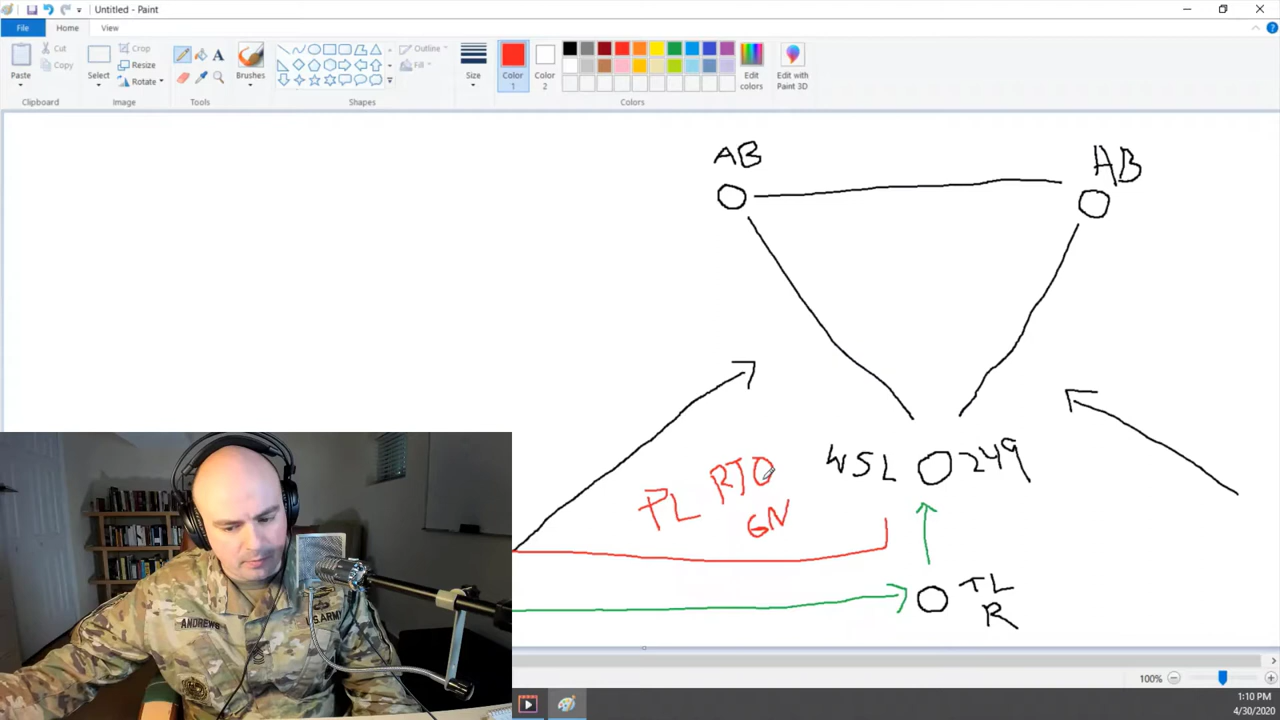 Untitled - Paint
File
Home
View
Paste
Cut
Copy
Clipboard
Select
Crop
Resize
Rotate
Image
Tools
Brushes
Shapes
Outline
Fill
Size
Color 1
Color 2
Edit colors
Colors
Edit with Paint 3D
AB
AB
WSL
249
PL
RTO
GN
TL
R
ANDREWS
U.S. ARMY
100%
1:10 PM
4/30/2020